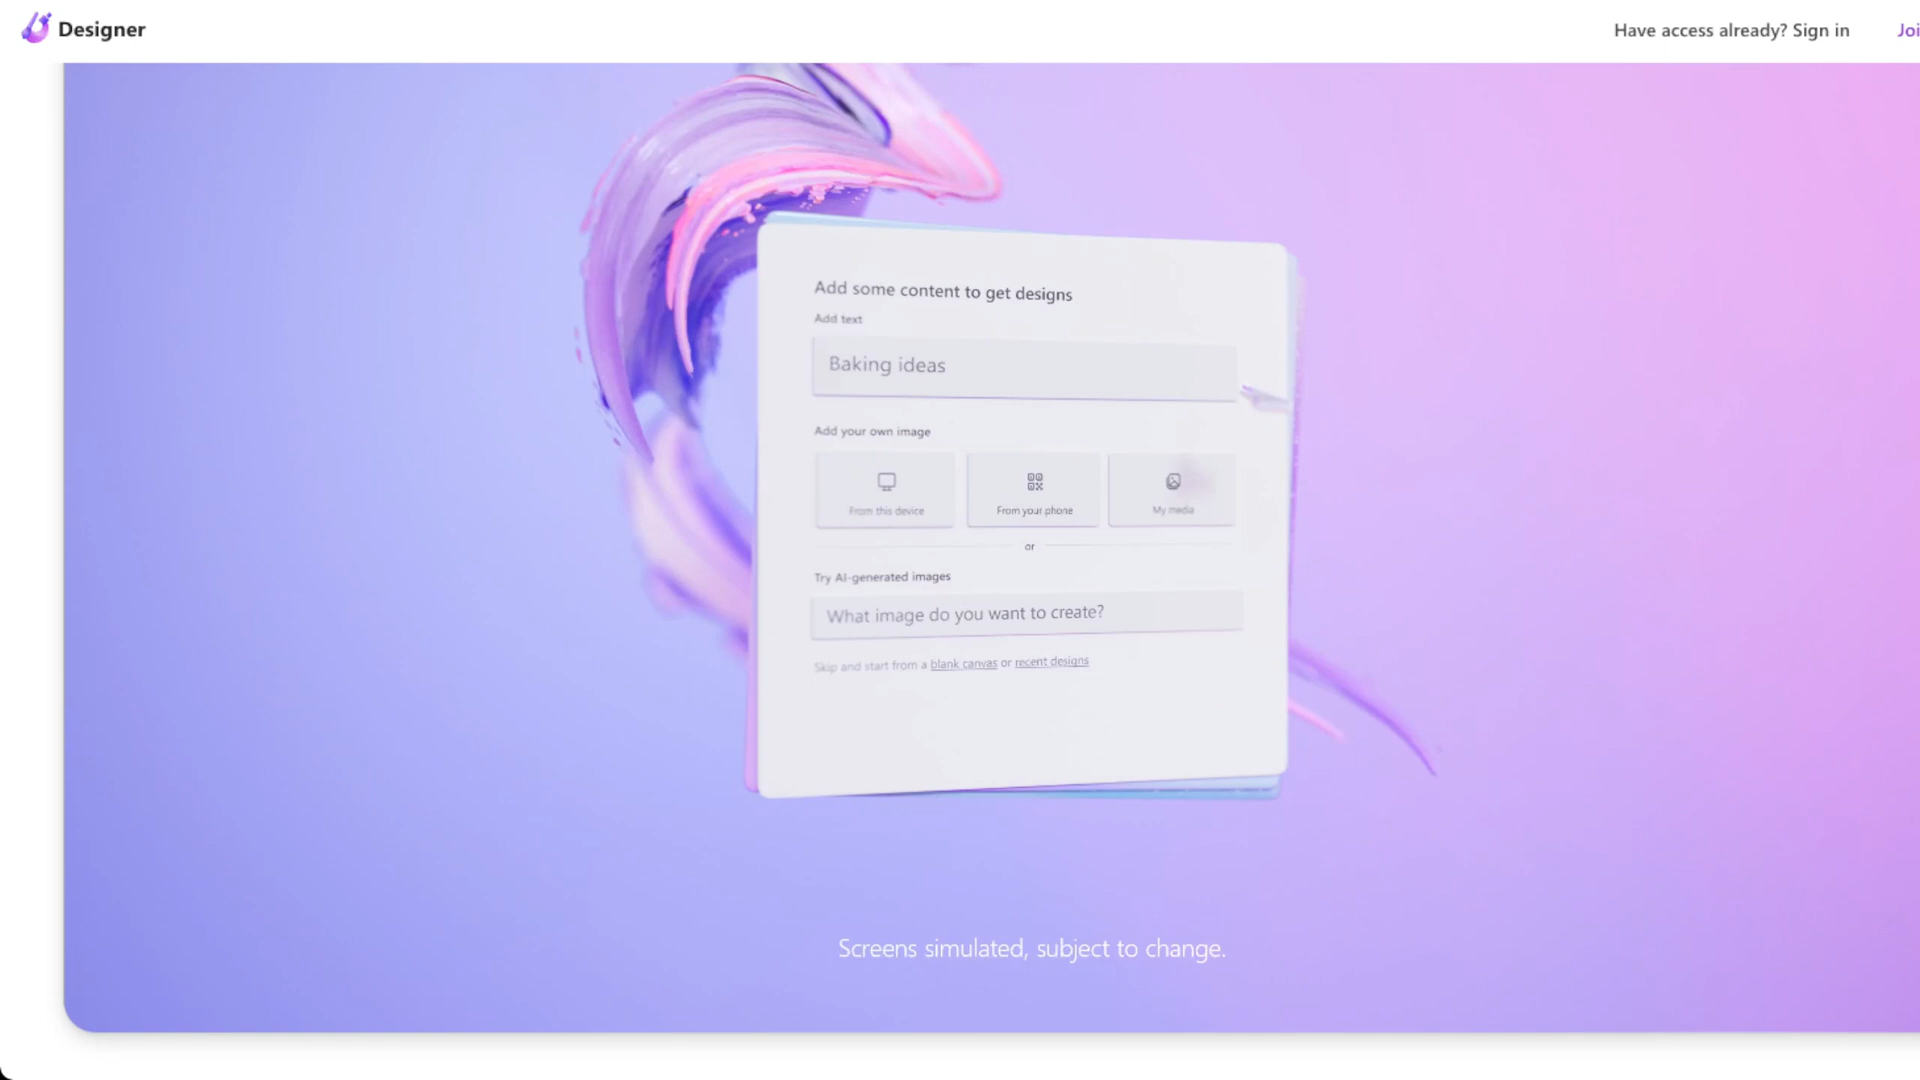 Designer
Have access already? Sign in
Joi
Add some content to get designs
Add text
Baking ideas
Add your own image
From this device
From your phone
My media
or
Try AI-generated images
What image do you want to create?
Skip and start from a blank canvas or recent designs
Screens simulated, subject to change.